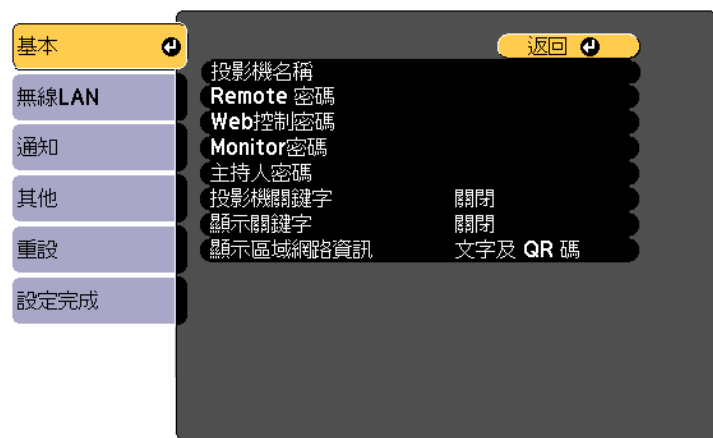 基本
無線LAN
通知
其他
重設
設定完成
返回
投影機名稱
Remote 密碼
Web控制密碼
Monitor密碼
主持人密碼
投影機關鍵字 關閉
顯示關鍵字 關閉
顯示區域網路資訊 文字及 QR 碼